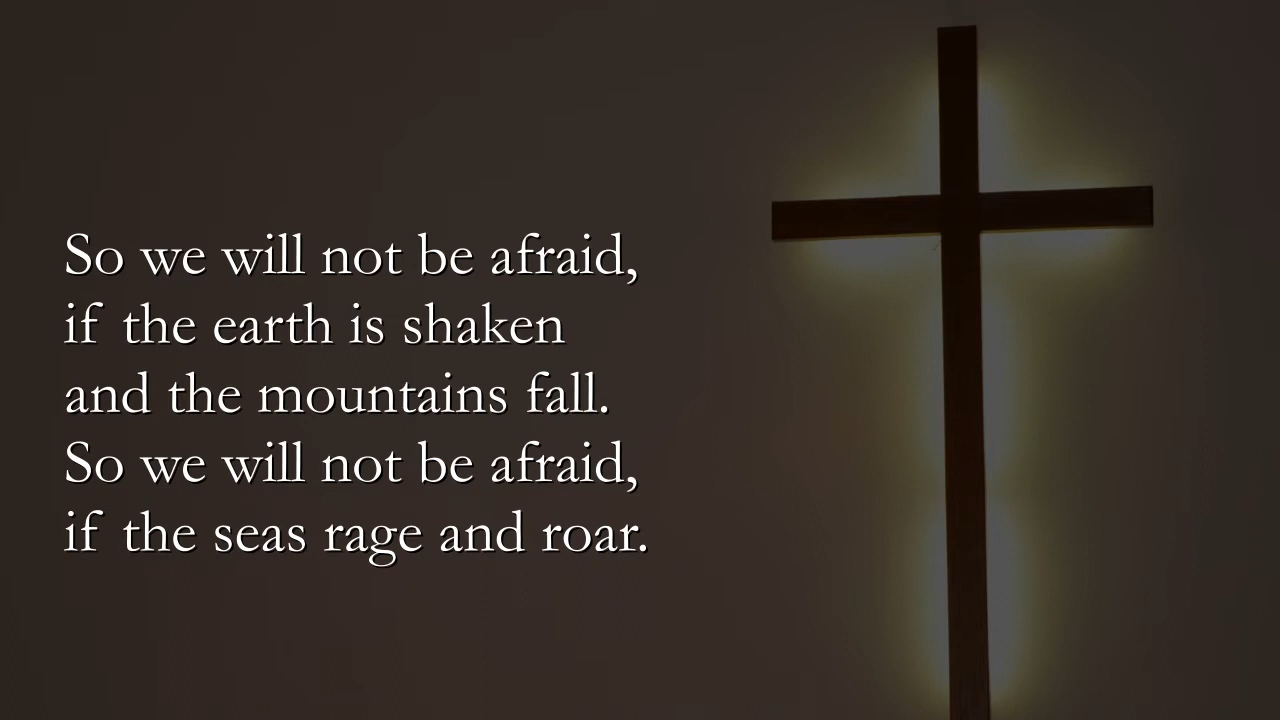 So we will not be afraid,
if the earth is shaken
and the mountains fall.
So we will not be afraid,
if the seas rage and roar.